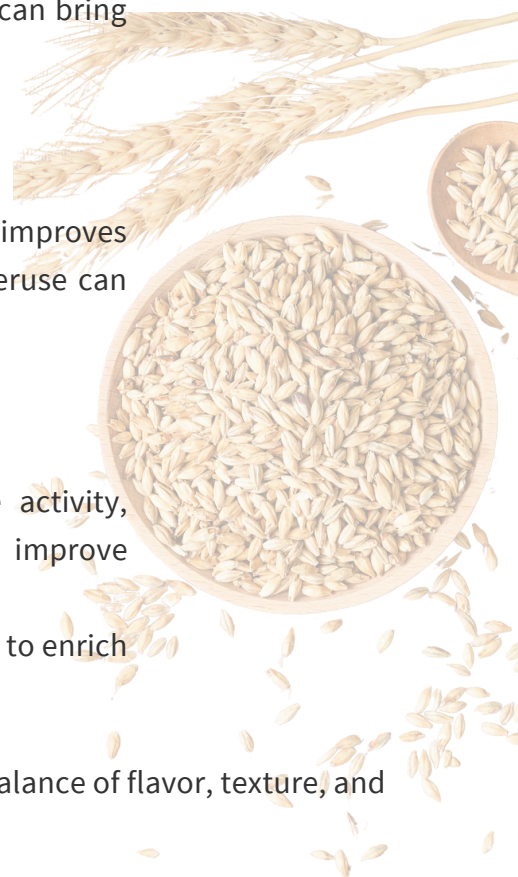 can bring
improves
eruse can
activity,
improve
to enrich
alance of flavor, texture, and